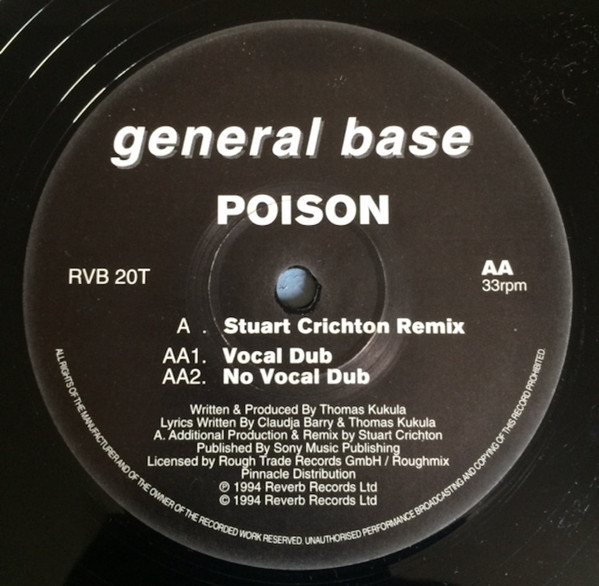 general base
POISON
RVB 20T
AA
33rpm
A . Stuart Crichton Remix
AA1. Vocal Dub
AA2. No Vocal Dub
Written & Produced By Thomas Kukula
Lyrics Written By Claudja Barry & Thomas Kukula
A. Additional Production & Remix by Stuart Crichton
Published By Sony Music Publishing
Licensed by Rough Trade Records GmbH / Roughmix
Pinnacle Distribution
℗ 1994 Reverb Records Ltd
© 1994 Reverb Records Ltd
ALL RIGHTS OF THE MANUFACTURER AND OF THE OWNER OF THE RECORDED WORK RESERVED. UNAUTHORISED PERFORMANCE BROADCASTING AND COPYING OF THIS RECORD PROHIBITED.